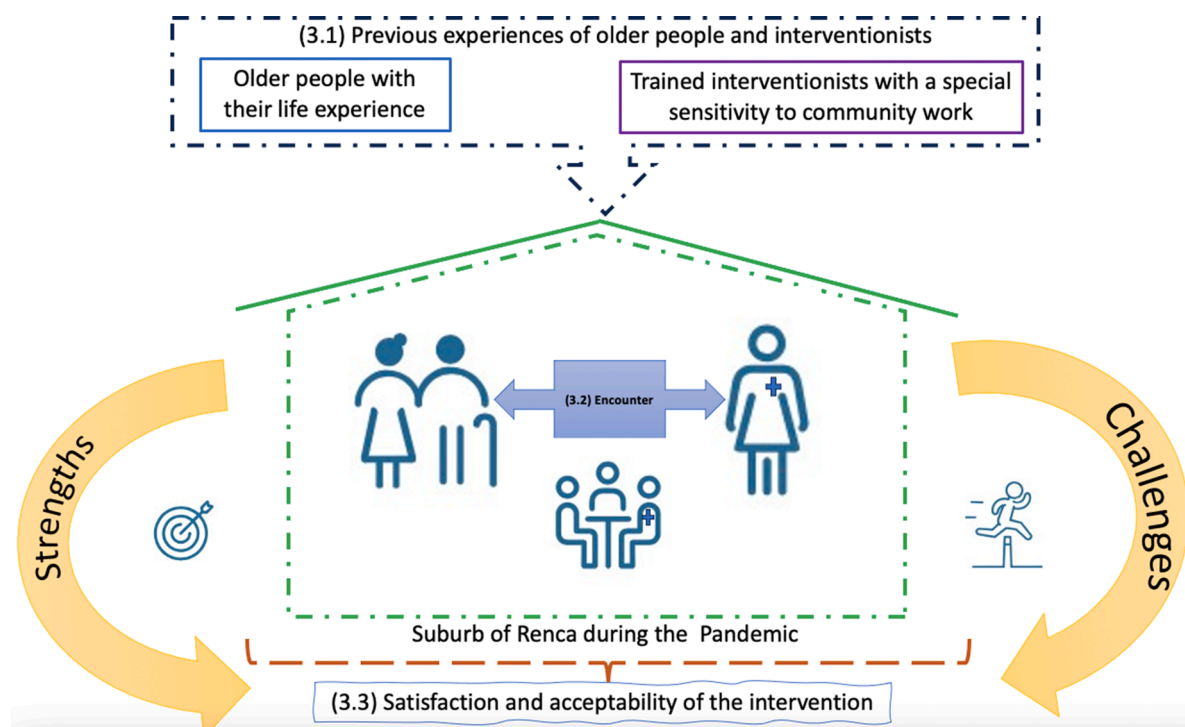 (3.1) Previous experiences of older people and interventionists
Older people with
their life experience
Trained interventionists with a special
sensitivity to community work
(3.2) Encounter
Strengths
Challenges
Suburb of Renca during the Pandemic
(3.3) Satisfaction and acceptability of the intervention